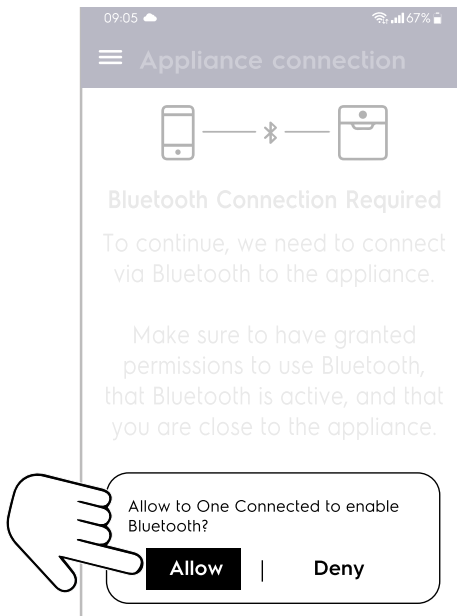 09:05 67%
Appliance connection
Bluetooth Connection Required
To continue, we need to connect
via Bluetooth to the appliance.
Make sure to have granted
permissions to use Bluetooth,
that Bluetooth is active, and that
you are close to the appliance.
Allow to One Connected to enable
Bluetooth?
Allow | Deny